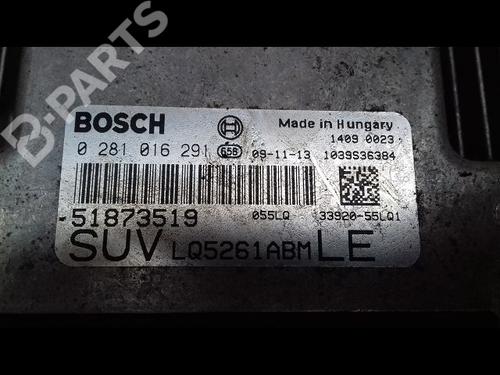 B-PARTS
BOSCH
Made in Hungary
1409 0023
0 281 016 291 658 09-11-13 1039S36384
-51873519 055LQ 33920-55LQ1
SUV LQ5261ABM LE